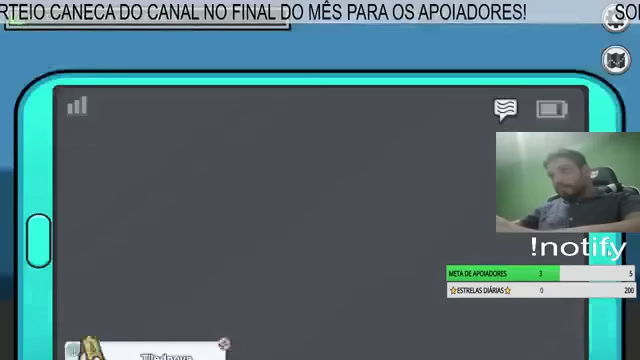 RTEIO CANECA DO CANAL NO FINAL DO MÊS PARA OS APOIADORES! SOR
!notify
META DE APOIADORES 3 5
⭐ESTRELAS DIÁRIAS⭐ 0 200